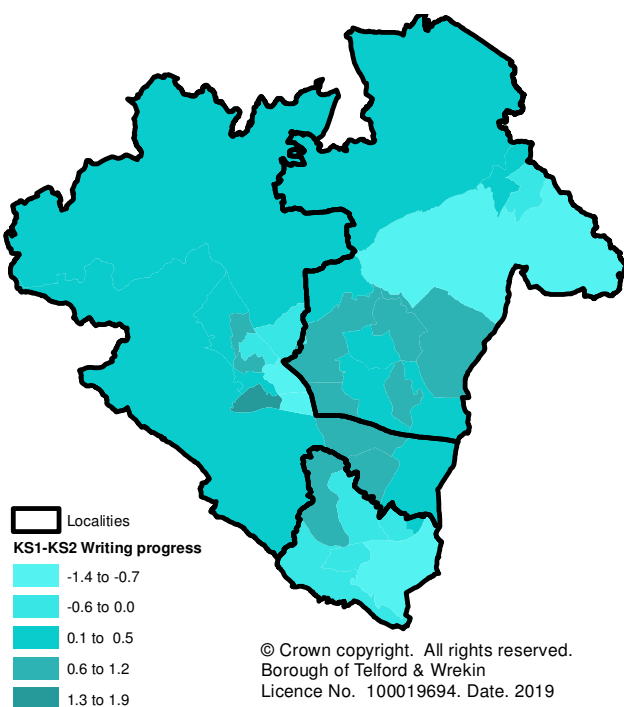 Localities
KS1-KS2 Writing progress
-1.4 to -0.7
-0.6 to 0.0
0.1 to 0.5
0.6 to 1.2
1.3 to 1.9
© Crown copyright. All rights reserved.
Borough of Telford & Wrekin
Licence No. 100019694. Date. 2019